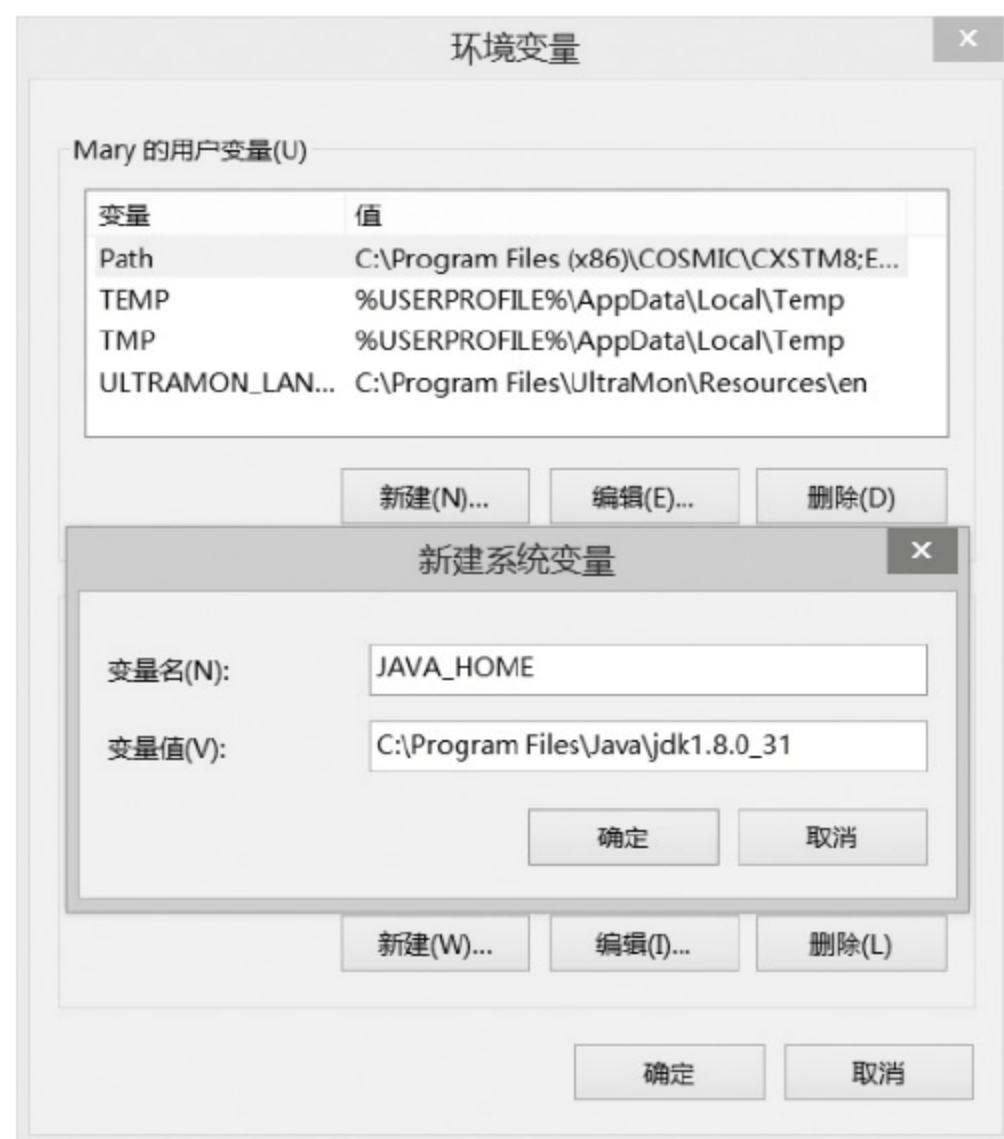 环境变量
Mary 的用户变量(U)
变量 值
Path C:\Program Files (x86)\COSMIC\CXSTM8;E...
TEMP %USERPROFILE%\AppData\Local\Temp
TMP %USERPROFILE%\AppData\Local\Temp
ULTRAMON_LAN... C:\Program Files\UltraMon\Resources\en
新建(N)... 编辑(E)... 删除(D)
新建系统变量
变量名(N): JAVA_HOME
变量值(V): C:\Program Files\Java\jdk1.8.0_31
确定 取消
新建(W)... 编辑(I)... 删除(L)
确定 取消